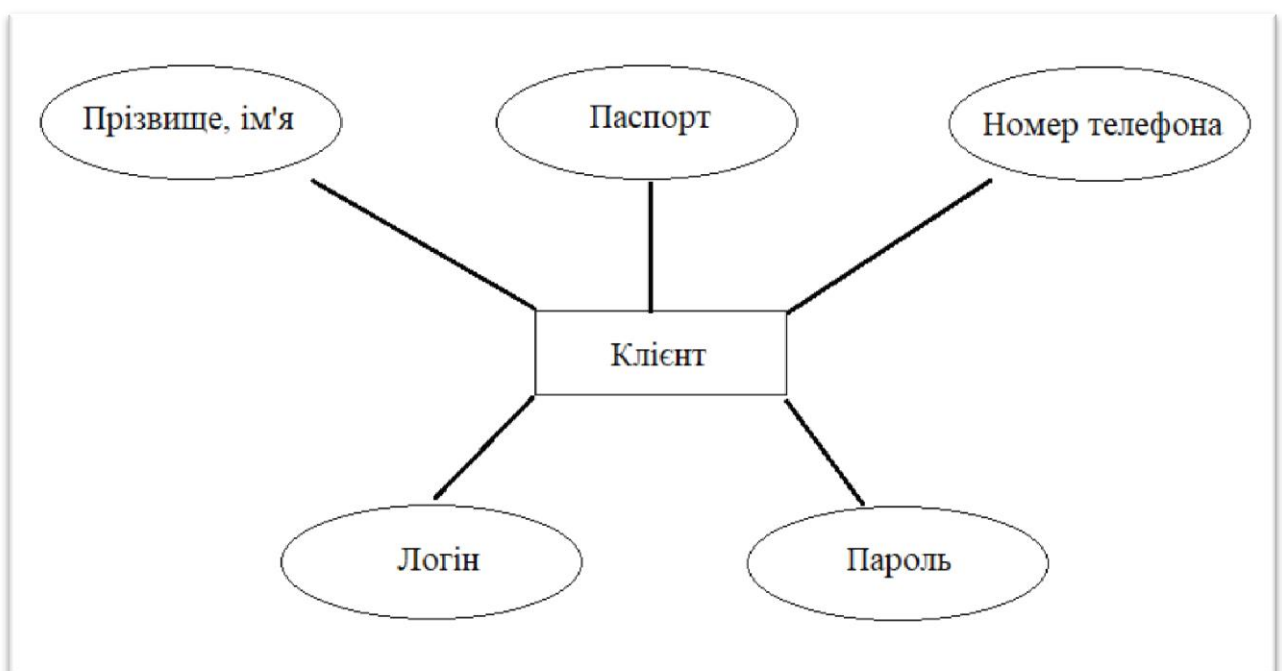 Прізвище, ім'я
Паспорт
Номер телефона
Клієнт
Логін
Пароль